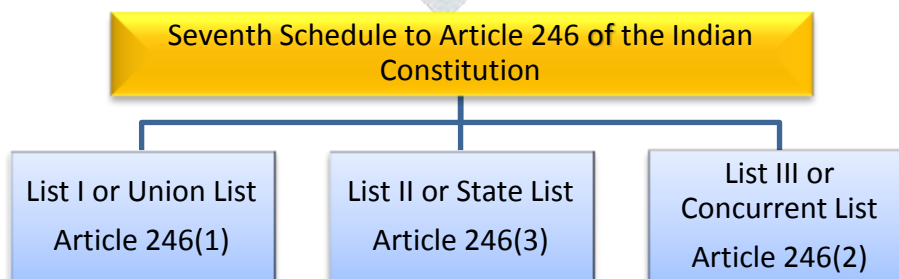 Seventh Schedule to Article 246 of the Indian
Constitution
List I or Union List
Article 246(1)
List II or State List
Article 246(3)
List III or
Concurrent List
Article 246(2)